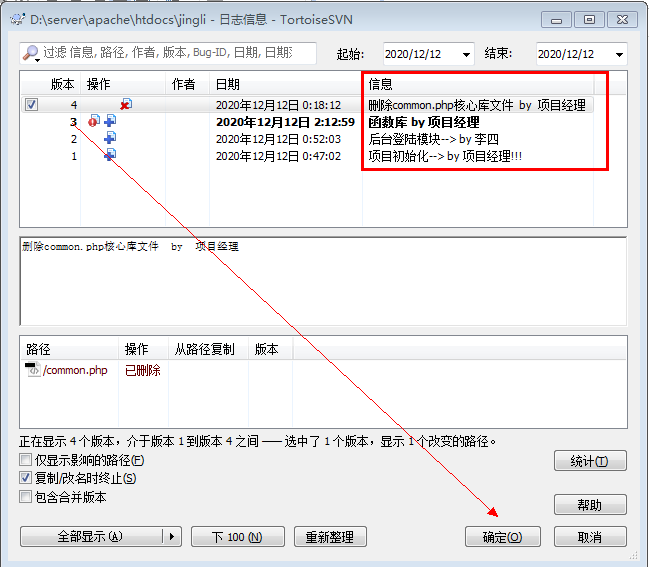 D:\server\apache\htdocs\jingli - 日志信息 - TortoiseSVN
过滤 信息, 路径, 作者, 版本, Bug-ID, 日期, 日期 起始: 2020/12/12 结束: 2020/12/12
版本 操作 作者 日期 信息
4 2020年12月12日 0:18:12 删除common.php核心库文件 by 项目经理
3 2020年12月12日 2:12:59 函数库 by 项目经理
2 2020年12月12日 0:52:03 后台登陆模块--> by 李四
1 2020年12月12日 0:47:02 项目初始化--> by 项目经理!!!
删除common.php核心库文件 by 项目经理
路径 操作 从路径复制 版本
/common.php 已删除
正在显示 4 个版本，介于版本 1 到版本 4 之间 —— 选中了 1 个版本，显示 1 个改变的路径。
仅显示影响的路径(F)
复制/改名时终止(S)
包含合并版本
统计(T)
帮助
全部显示(A) 下 100 (N) 重新整理 确定(O) 取消